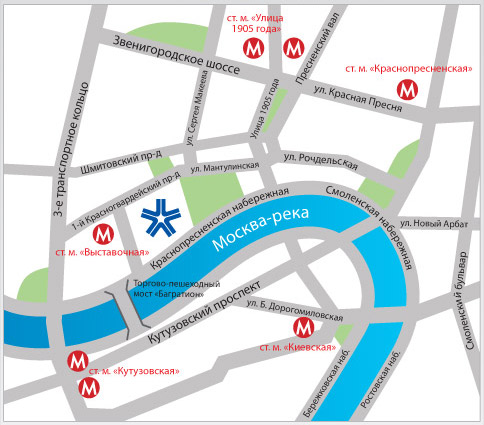 ст. м. «Улица
1905 года»
М
М
Пресненский вал
Звенигородское шоссе
ст. м. «Краснопресненская»
М
ул. Красная Пресня
ул. Сергея Макеева
Улица 1905 года
3-е транспортное кольцо
Шмитовский пр-д
ул. Мантулинская
ул. Рочдельская
1-й Красногвардейский пр-д
Краснопресненская набережная
Смоленская набережная
Москва-река
ул. Новый Арбат
М
ст. м. «Выставочная»
Торгово-пешеходный
мост «Багратион»
Кутузовский проспект
ул. Б. Дорогомиловская
Смоленский бульвар
М
ст. м. «Киевская»
М
ст. м. «Кутузовская»
М
Бережковская наб.
Ростовская наб.